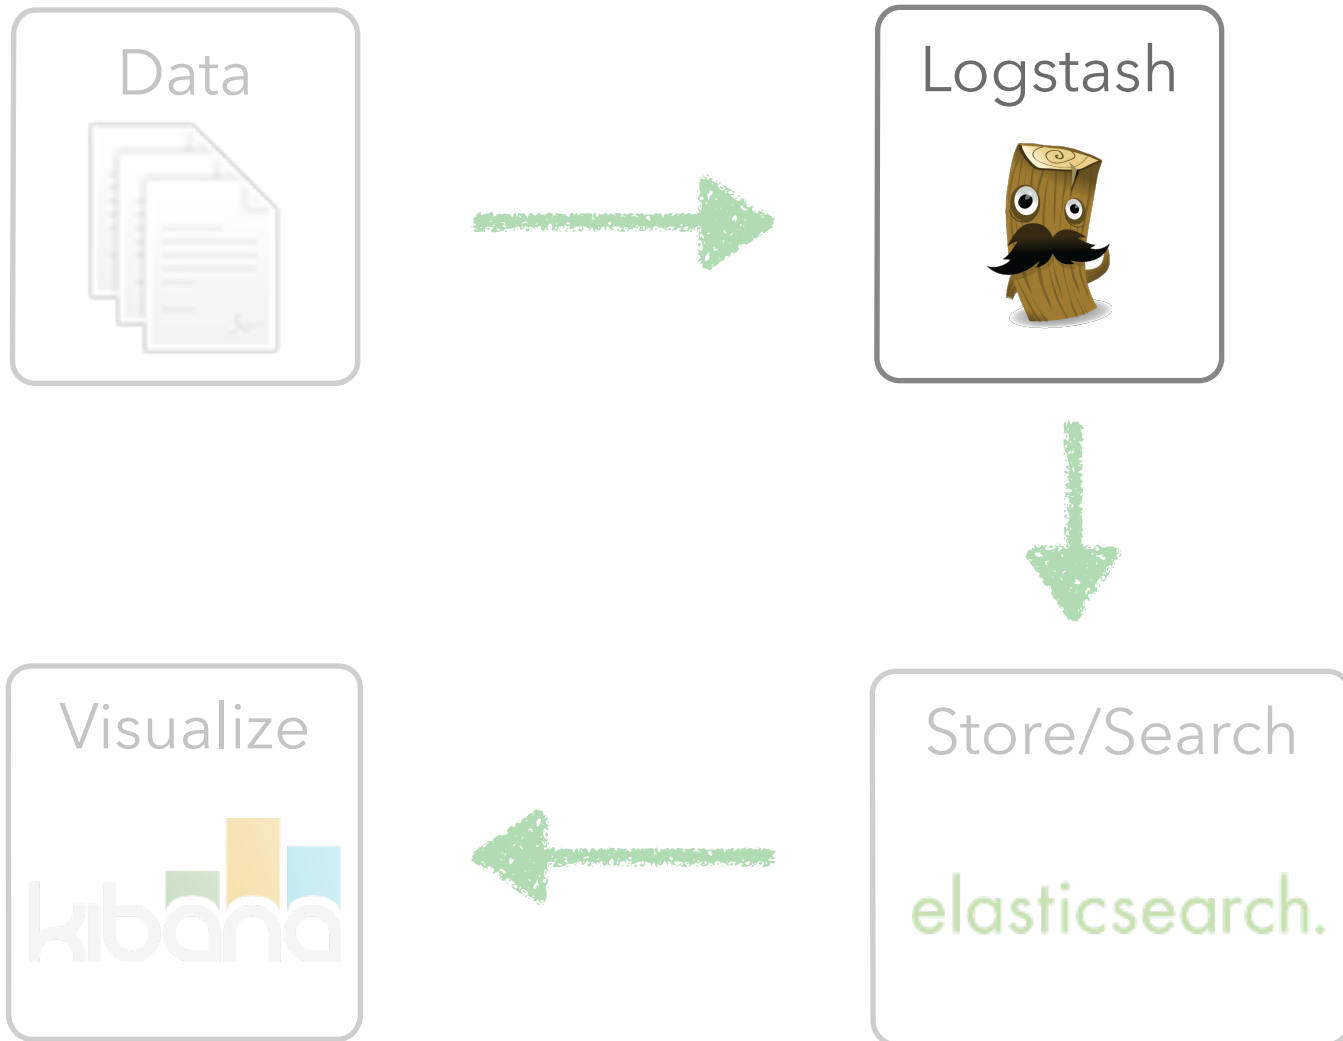 Data
Logstash
Visualize
kibana
Store/Search
elasticsearch.